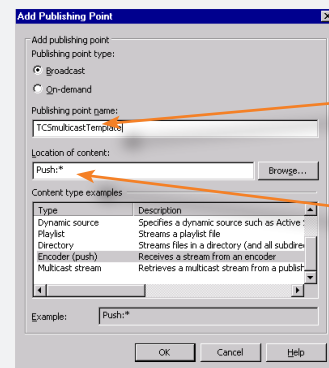 Add Publishing Point
Add publishing point
Publishing point type:
Broadcast
On-demand
Publishing point name:
TCSmulticastTemplate
Location of content:
Push:*
Browse...
Content type examples
Type Description
Dynamic source Specifies a dynamic source such as Active
Playlist Streams a playlist file
Directory Streams files in a directory (and all subdire
Encoder (push) Receives a stream from an encoder
Multicast stream Retrieves a multicast stream from a publish
Example: Push:*
OK Cancel Help